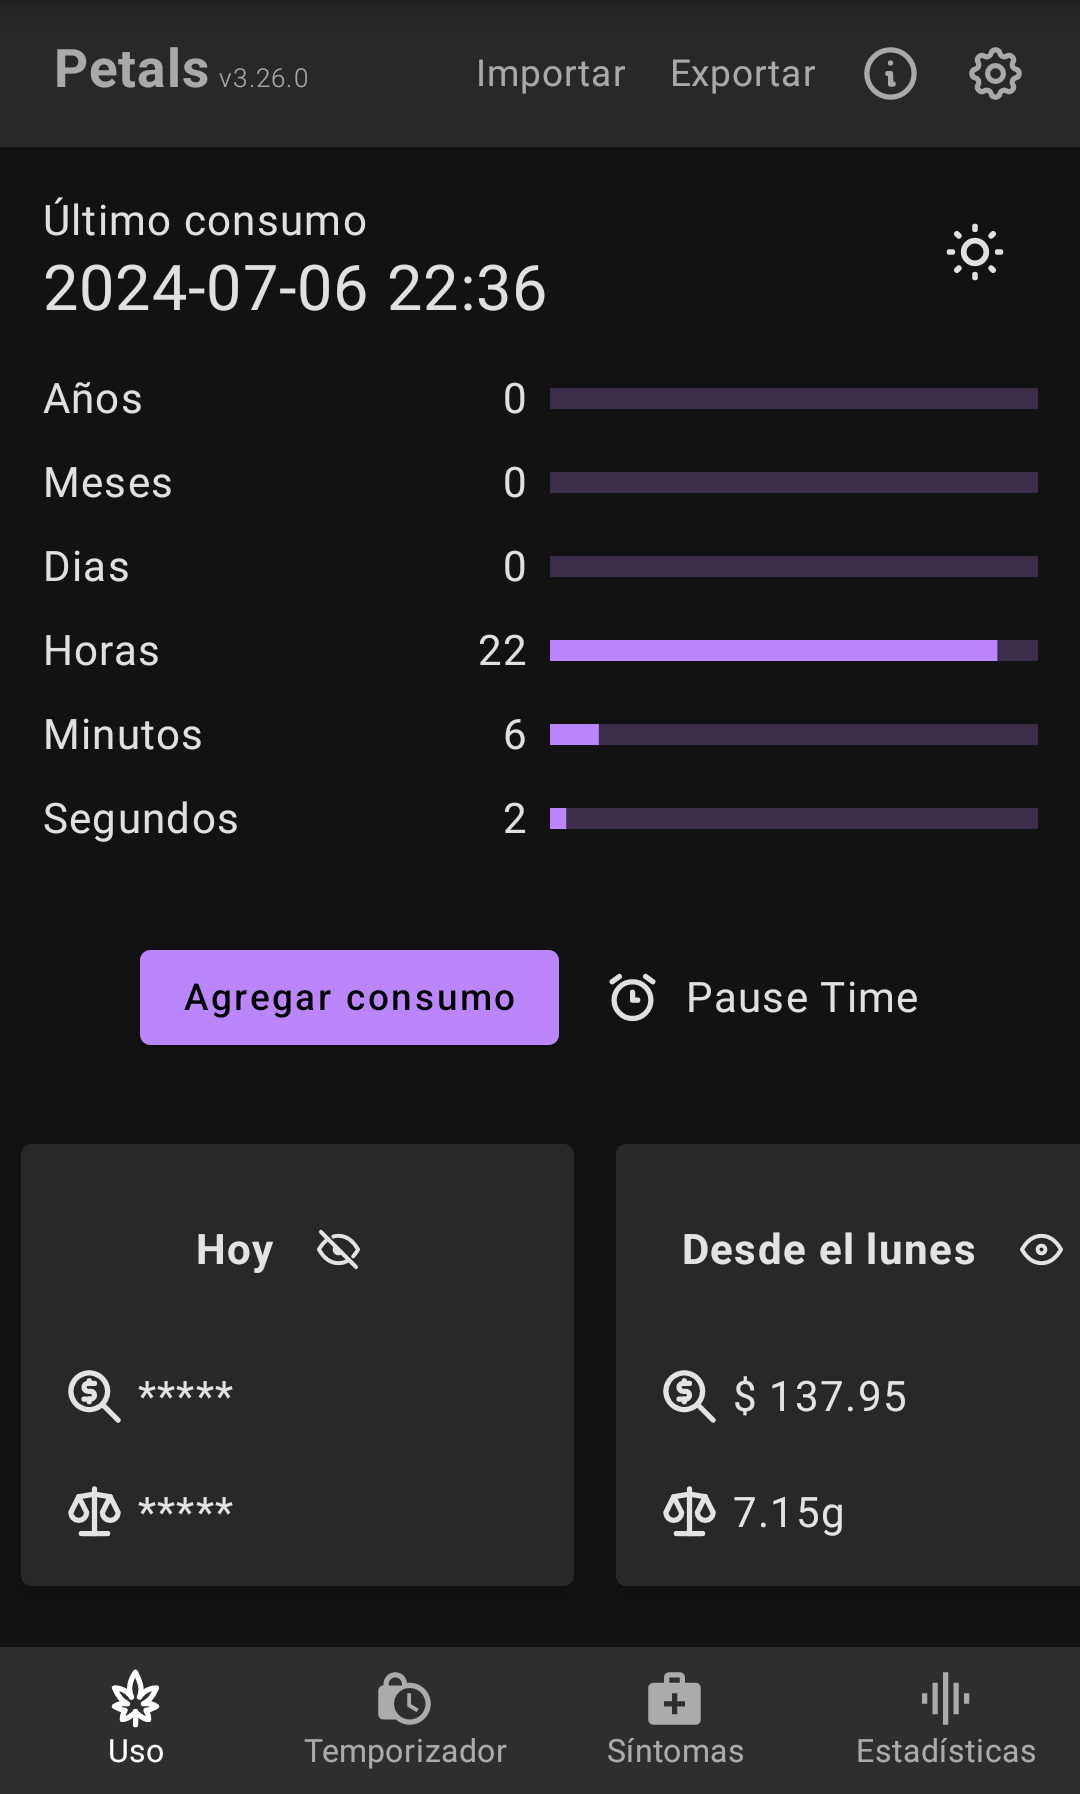 Petals v3.26.0 Importar Exportar
Último consumo
2024-07-06 22:36
Años 0
Meses 0
Dias 0
Horas 22
Minutos 6
Segundos 2
Agregar consumo Pause Time
Hoy
*****
*****
Desde el lunes
$ 137.95
7.15g
Uso Temporizador Síntomas Estadísticas